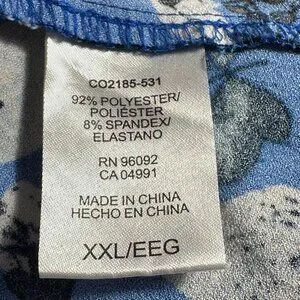 CO2185-531
92% POLYESTER/
POLIÉSTER
8% SPANDEX/
ELASTANO
RN 96092
CA 04991
MADE IN CHINA
HECHO EN CHINA
XXL/EEG